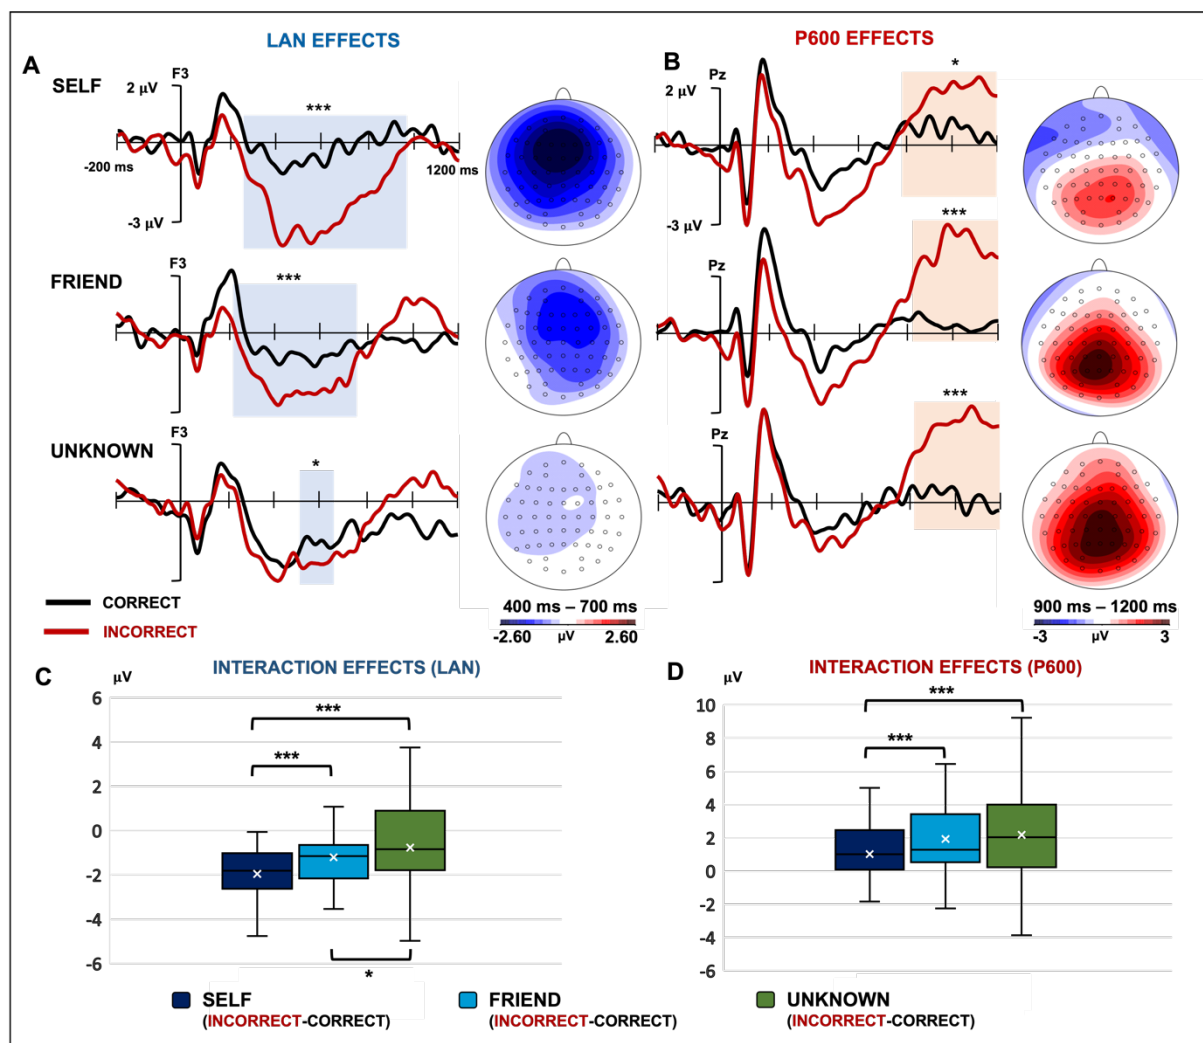 LAN EFFECTS
P600 EFFECTS
A
SELF
F3
2 μV
***
-200 ms
1200 ms
-3 μV
B
Pz
2 μV
*
-3 μV
FRIEND
F3
***
Pz
***
UNKNOWN
F3
*
Pz
***
CORRECT
INCORRECT
400 ms – 700 ms
-2.60 μV 2.60
900 ms – 1200 ms
-3 μV 3
C
INTERACTION EFFECTS (LAN)
μV
6
4
2
0
-2
-4
-6
***
***
*
D
INTERACTION EFFECTS (P600)
μV
10
8
6
4
2
0
-2
-4
-6
***
***
SELF
(INCORRECT-CORRECT)
FRIEND
(INCORRECT-CORRECT)
UNKNOWN
(INCORRECT-CORRECT)